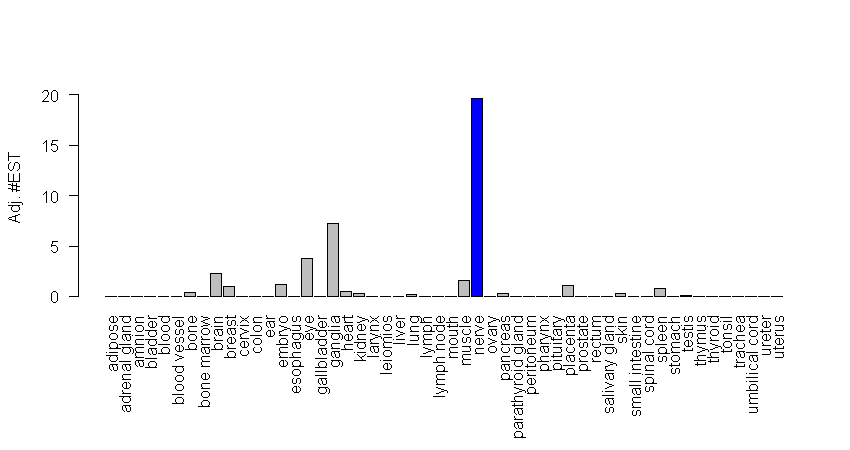 Adj. #EST
20
15
10
5
0
adipose
adrenal gland
amnion
bladder
blood
blood vessel
bone
bone marrow
brain
breast
cervix
colon
ear
embryo
esophagus
eye
gallbladder
ganglia
heart
kidney
larynx
leiomios
liver
lung
lymph
lymph node
mouth
muscle
nerve
ovary
pancreas
parathyroid gland
peritoneum
pharynx
pituitary
placenta
prostate
rectum
salivary gland
skin
small intestine
spinal cord
spleen
stomach
testis
thymus
thyroid
tonsil
trachea
umbilical cord
ureter
uterus